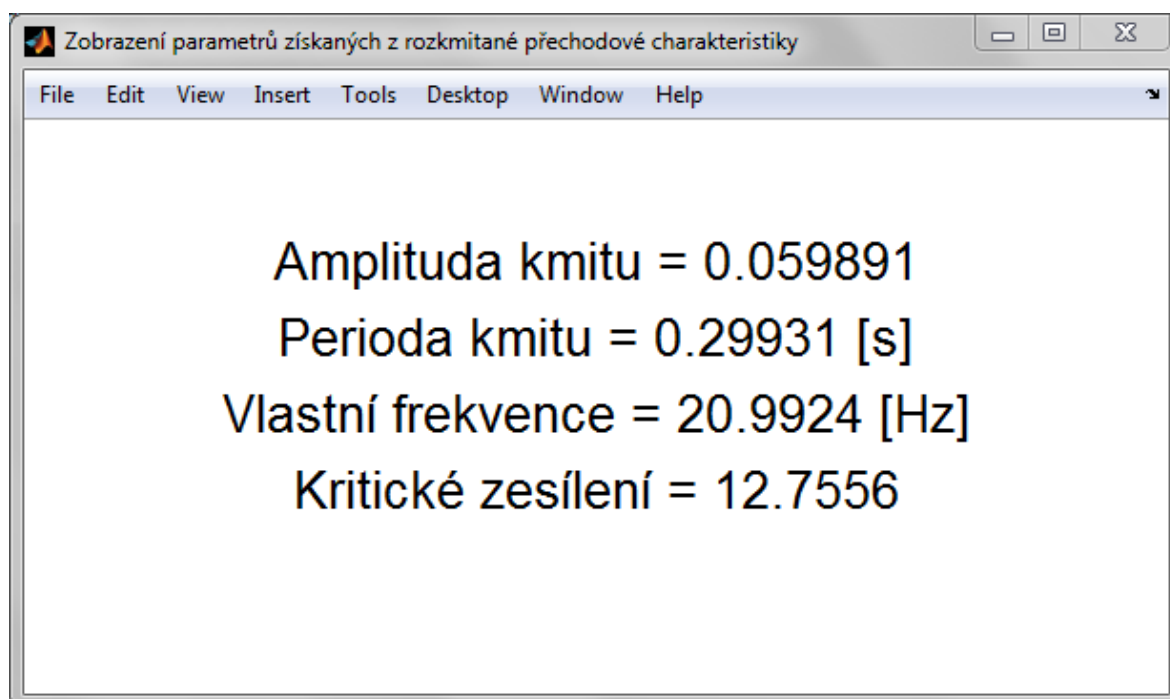 Zobrazení parametrů získaných z rozkmitané přechodové charakteristiky
File Edit View Insert Tools Desktop Window Help
Amplituda kmitu = 0.059891
Perioda kmitu = 0.29931 [s]
Vlastní frekvence = 20.9924 [Hz]
Kritické zesílení = 12.7556